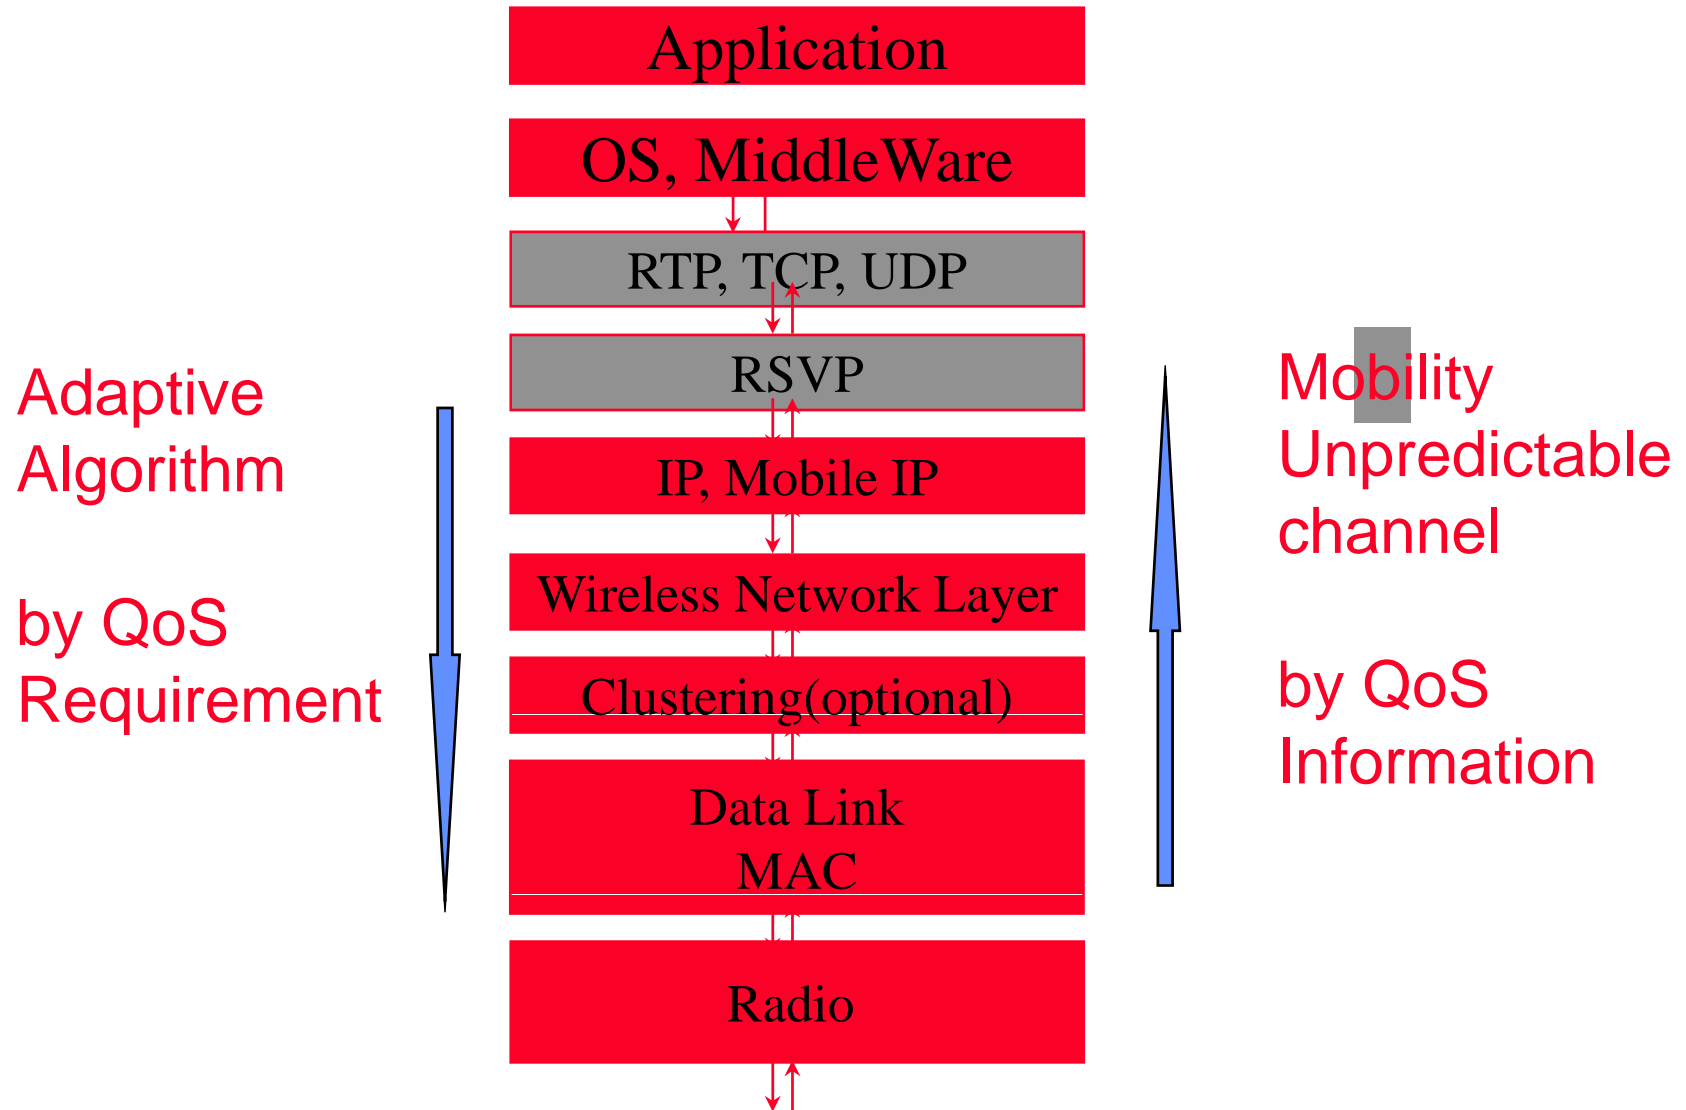 Application
OS, MiddleWare
RTP, TCP, UDP
RSVP
IP, Mobile IP
Wireless Network Layer
Clustering(optional)
Data Link
MAC
Radio
Adaptive
Algorithm
by QoS
Requirement
Mobility
Unpredictable
channel
by QoS
Information